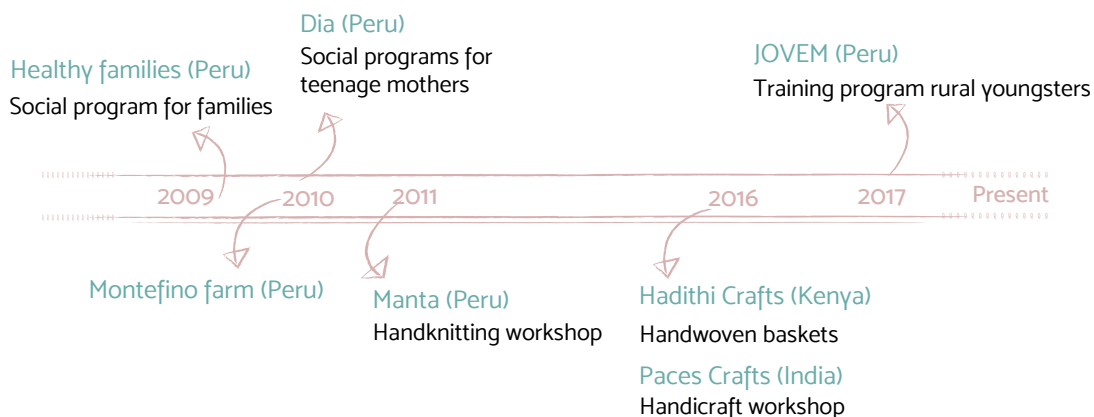 Dia (Peru)
Social programs for
teenage mothers
Healthy families (Peru)
Social program for families
JOVEM (Peru)
Training program rural youngsters
2009
2010
2011
2016
2017
Present
Montefino farm (Peru)
Manta (Peru)
Handknitting workshop
Hadithi Crafts (Kenya)
Handwoven baskets
Paces Crafts (India)
Handicraft workshop